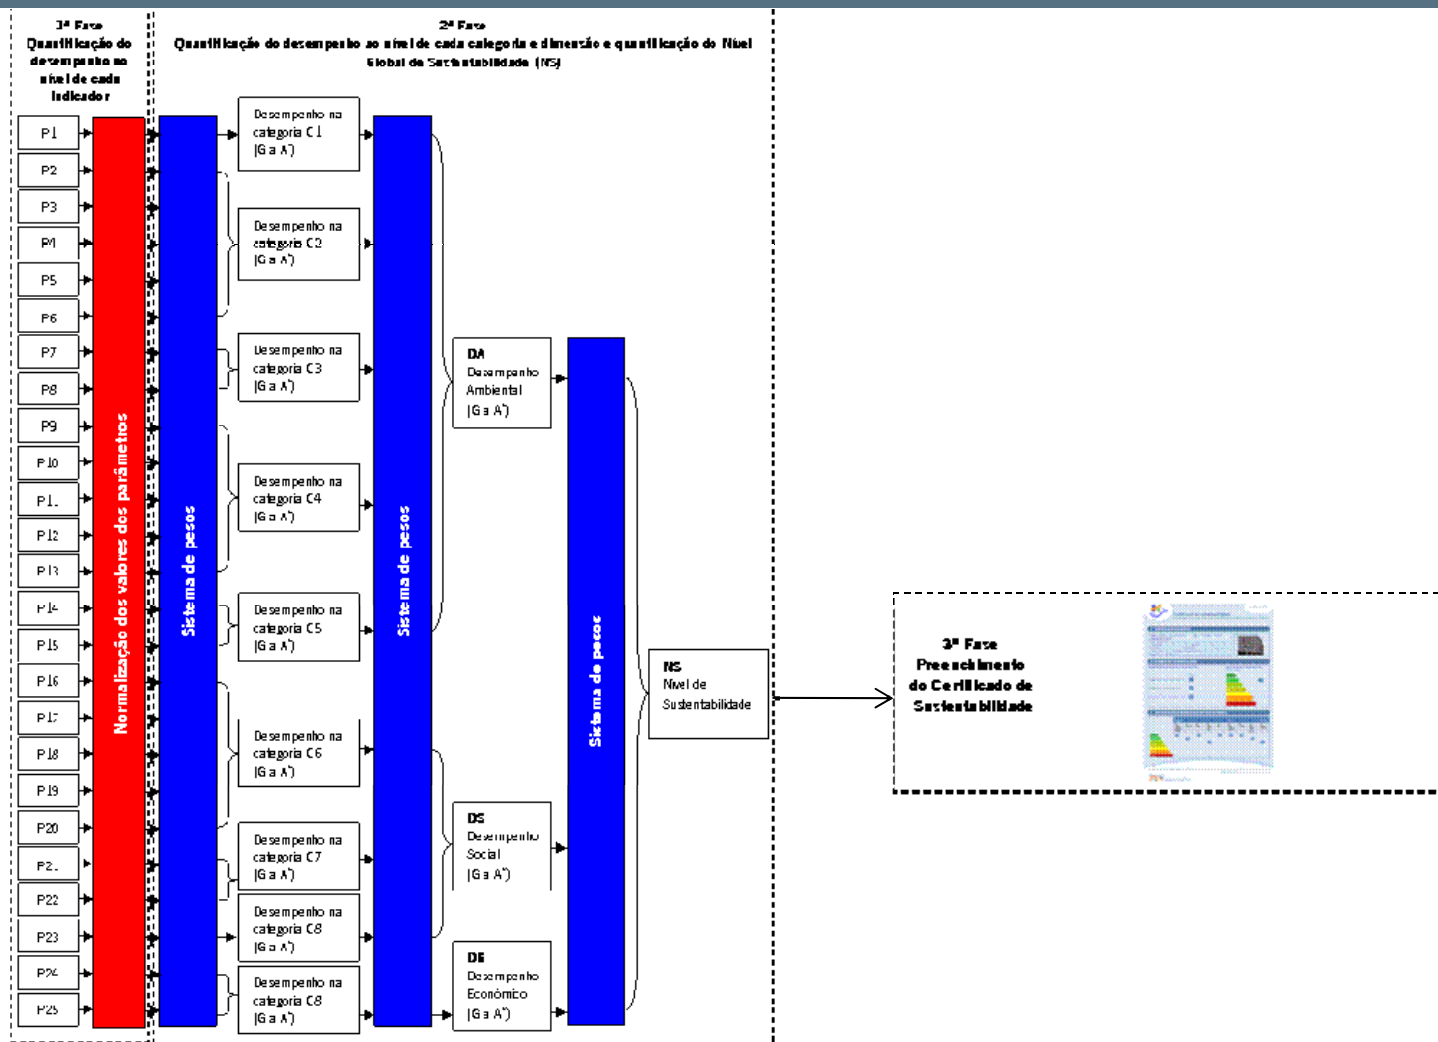 1ª Fase
Quantificação do
desempenho ao
nível de cada
Indicador
2ª Fase
Quantificação do desempenho ao nível de cada categoria e dimensão e quantificação do Nível
Global de Sustentabilidade (NS)
P1
P2
P3
P4
P5
P6
P7
P8
P9
P10
P11
P12
P13
P14
P15
P16
P17
P18
P19
P20
P21
P22
P23
P24
P25
Normalização dos valores dos parâmetros
Sistema de pesos
Desempenho na
categoria C1
(G a A⁺)
Desempenho na
categoria C2
(G a A⁺)
Desempenho na
categoria C3
(G a A⁺)
Desempenho na
categoria C4
(G a A⁺)
Desempenho na
categoria C5
(G a A⁺)
Desempenho na
categoria C6
(G a A⁺)
Desempenho na
categoria C7
(G a A⁺)
Desempenho na
categoria C8
(G a A⁺)
Desempenho na
categoria C8
(G a A⁺)
Sistema de pesos
DA
Desempenho
Ambiental
(G a A⁺)
DS
Desempenho
Social
(G a A⁺)
DE
Desempenho
Económico
(G a A⁺)
Sistema de pesos
NS
Nível de
Sustentabilidade
3ª Fase
Preenchimento
do Certificado de
Sustentabilidade